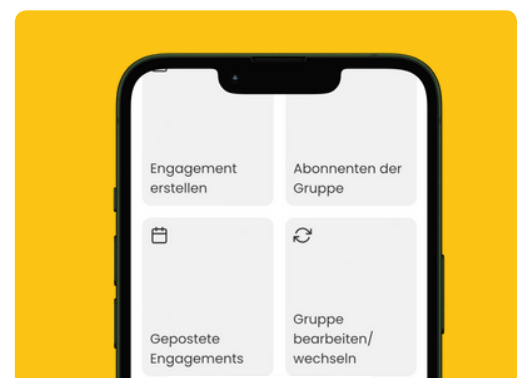 Engagement
erstellen
Abonnenten der
Gruppe
Gepostete
Engagements
Gruppe
bearbeiten/
wechseln